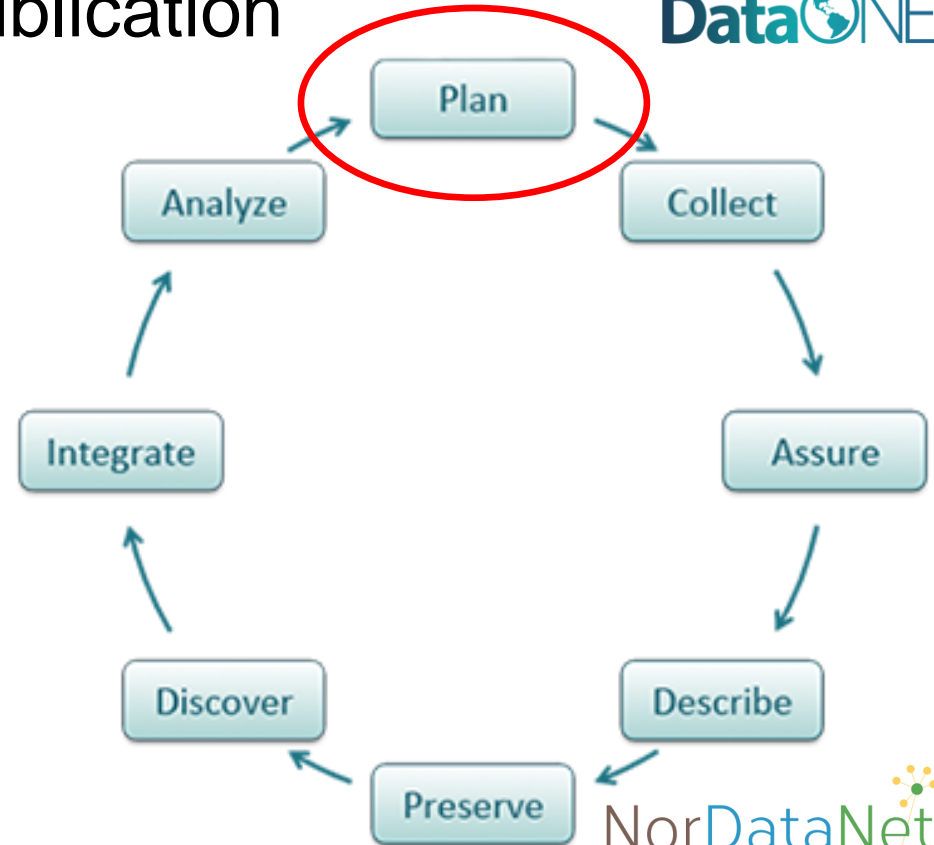 blication
DataONE
Plan
Analyze
Collect
Integrate
Assure
Discover
Describe
Preserve
NorDataNet